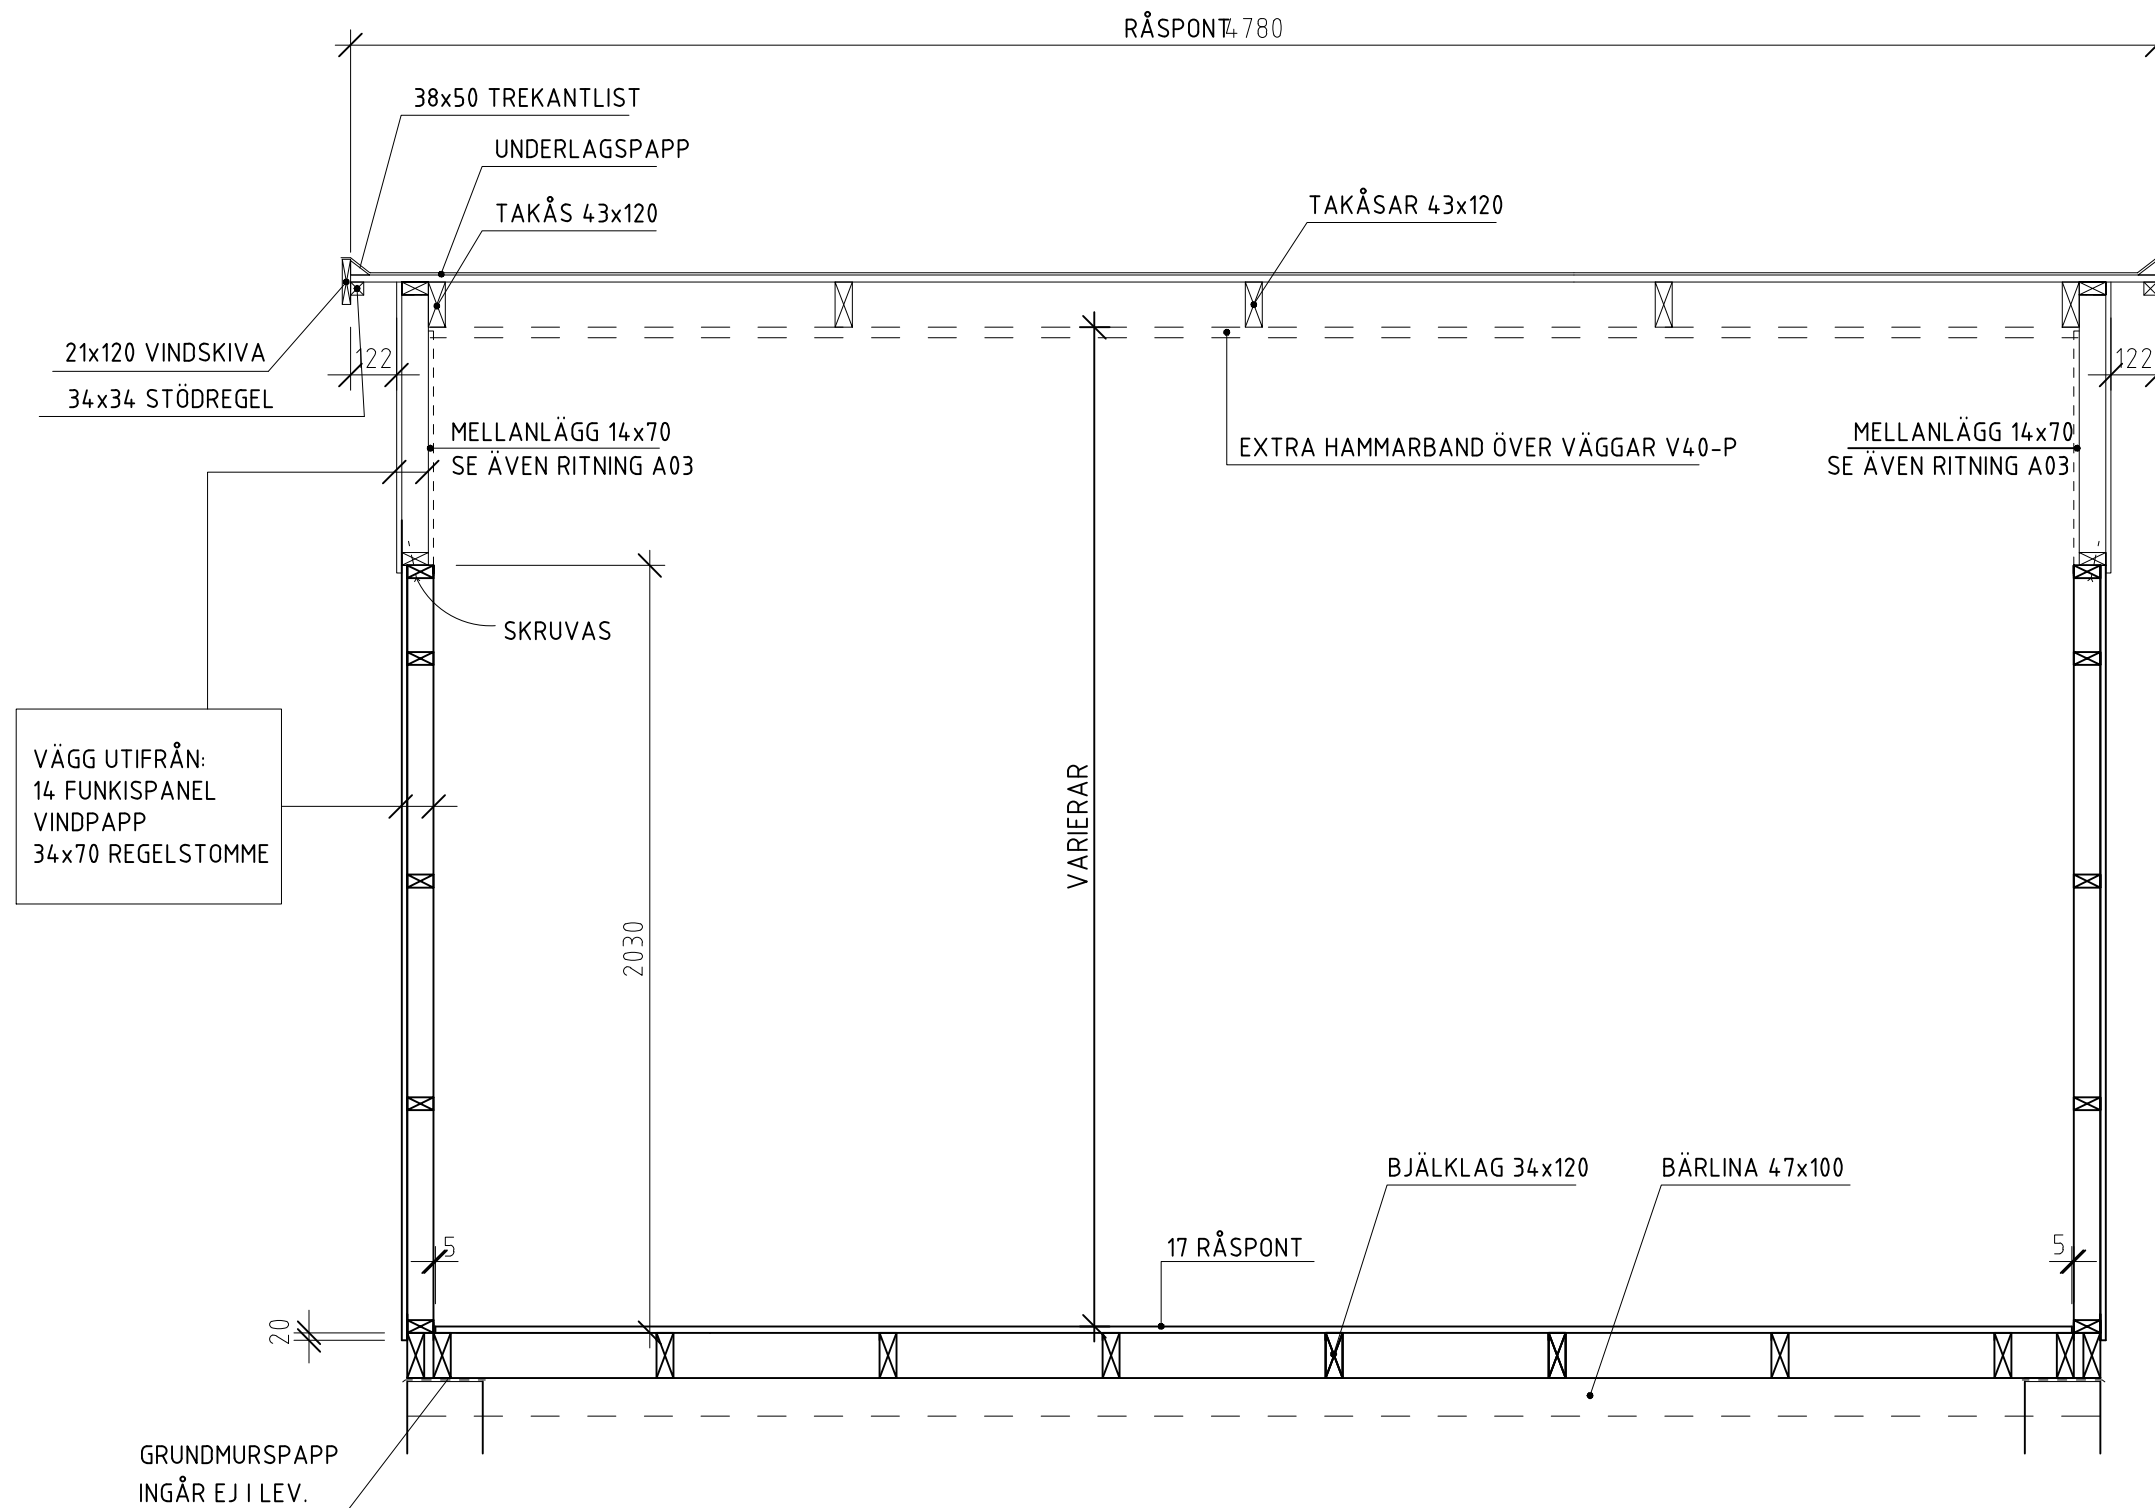 RÅSPONT 4780
38x50 TREKANTLIST
UNDERLAGSPAPP
TAKÅS 43x120
TAKÅSAR 43x120
21x120 VINDSKIVA
122
122
34x34 STÖDREGEL
MELLANLÄGG 14x70
SE ÄVEN RITNING A03
EXTRA HAMMARBAND ÖVER VÄGGAR V40-P
MELLANLÄGG 14x70
SE ÄVEN RITNING A03
SKRUVAS
VÄGG UTIFRÅN:
14 FUNKISPANEL
VINDPAPP
34x70 REGELSTOMME
VARIERAR
2030
BJÄLKLAG 34x120
BÄRLINA 47x100
5
17 RÅSPONT
5
20
GRUNDMURSPAPP
INGÅR EJ I LEV.